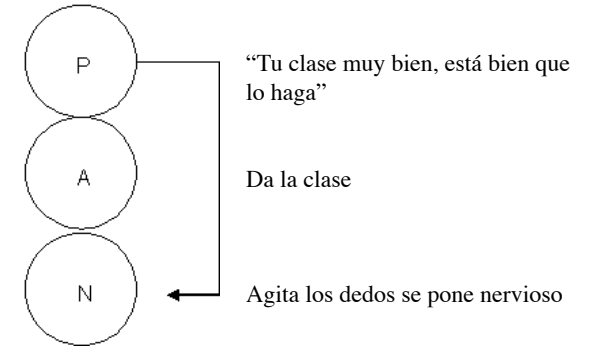 P
“Tu clase muy bien, está bien que
lo haga”
A
Da la clase
N
Agita los dedos se pone nervioso